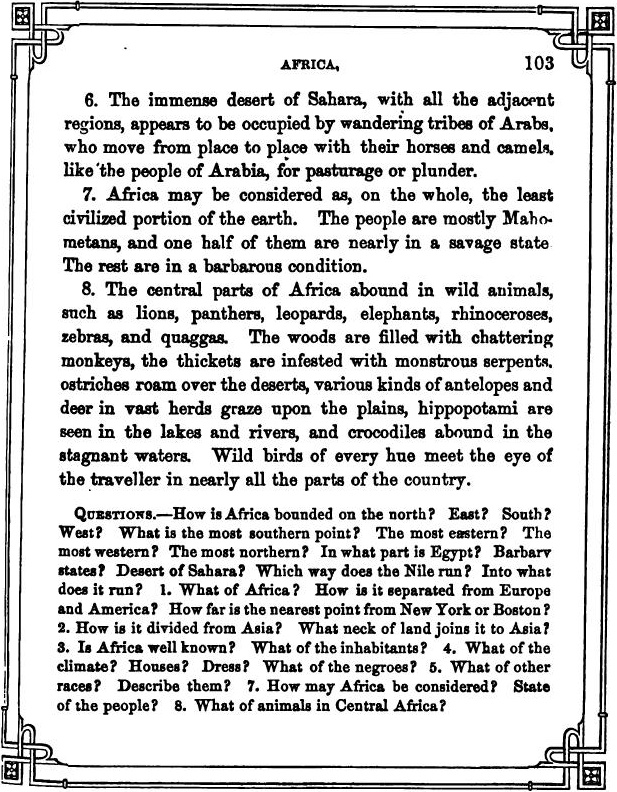 AFRICA,
103
6. The immense desert of Sahara, with all the adjacent
regions, appears to be occupied by wandering tribes of Arabs,
who move from place to place with their horses and camels,
like the people of Arabia, for pasturage or plunder.
7. Africa may be considered as, on the whole, the least
civilized portion of the earth. The people are mostly Maho-
metans, and one half of them are nearly in a savage state
The rest are in a barbarous condition.
8. The central parts of Africa abound in wild animals,
such as lions, panthers, leopards, elephants, rhinoceroses,
zebras, and quaggas. The woods are filled with chattering
monkeys, the thickets are infested with monstrous serpents,
ostriches roam over the deserts, various kinds of antelopes and
deer in vast herds graze upon the plains, hippopotami are
seen in the lakes and rivers, and crocodiles abound in the
stagnant waters. Wild birds of every hue meet the eye of
the traveller in nearly all the parts of the country.
QUESTIONS.—How is Africa bounded on the north? East? South?
West? What is the most southern point? The most eastern? The
most western? The most northern? In what part is Egypt? Barbary
states? Desert of Sahara? Which way does the Nile run? Into what
does it run? 1. What of Africa? How is it separated from Europe
and America? How far is the nearest point from New York or Boston?
2. How is it divided from Asia? What neck of land joins it to Asia?
3. Is Africa well known? What of the inhabitants? 4. What of the
climate? Houses? Dress? What of the negroes? 5. What of other
races? Describe them? 7. How may Africa be considered? State
of the people? 8. What of animals in Central Africa?